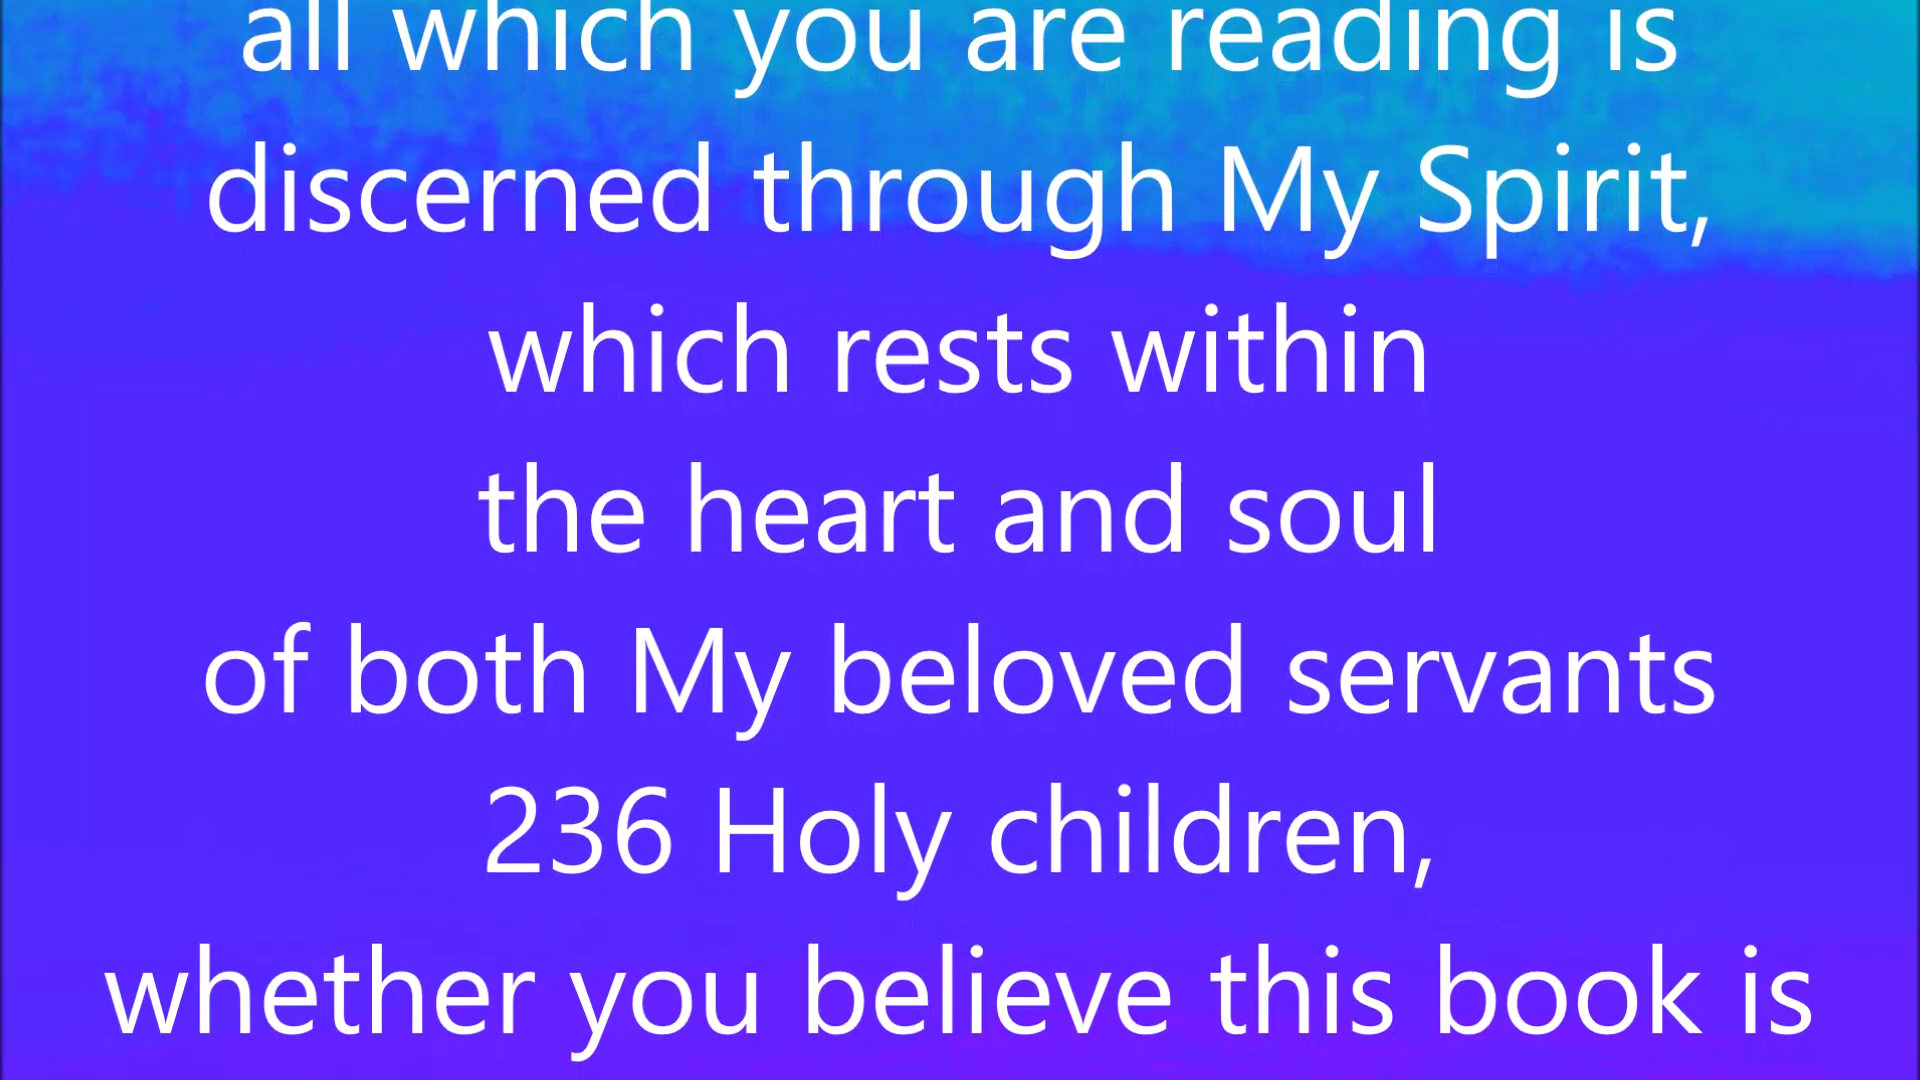 all which you are reading is
discerned through My Spirit,
which rests within
the heart and soul
of both My beloved servants
236 Holy children,
whether you believe this book is